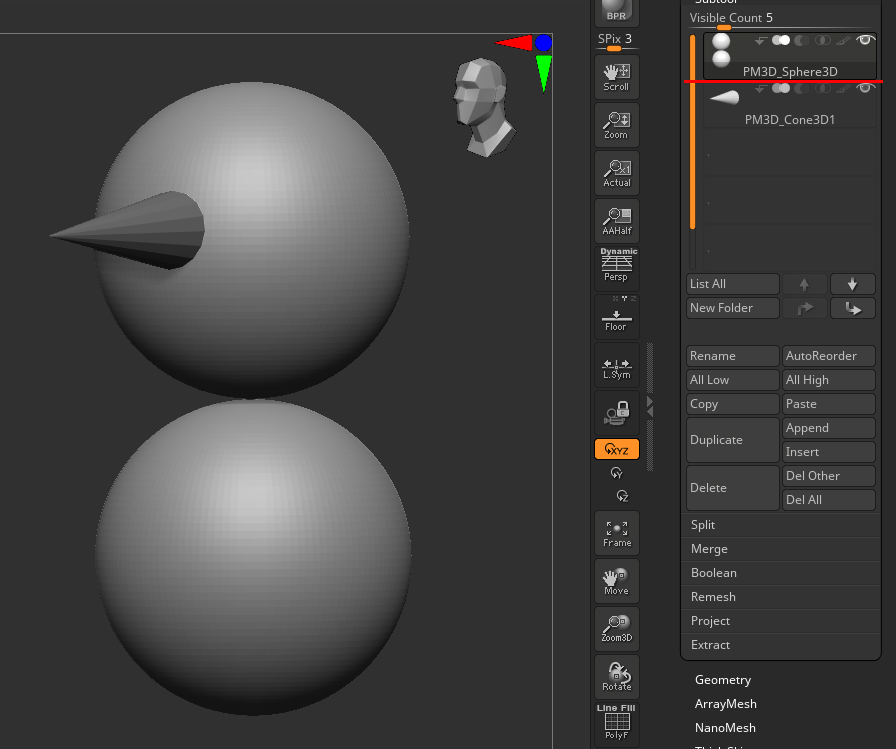 Subtool
Visible Count 5
PM3D_Sphere3D
PM3D_Cone3D1
List All
New Folder
Rename
AutoReorder
All Low
All High
Copy
Paste
Duplicate
Append
Insert
Delete
Del Other
Del All
Split
Merge
Boolean
Remesh
Project
Extract
Geometry
ArrayMesh
NanoMesh
BPR
SPix 3
Scroll
Zoom
x1
Actual
AAHalf
Dynamic
Persp
X Y Z
Floor
L.Sym
XYZ
Y
Z
Frame
Move
Zoom3D
Rotate
Line Fill
PolyF